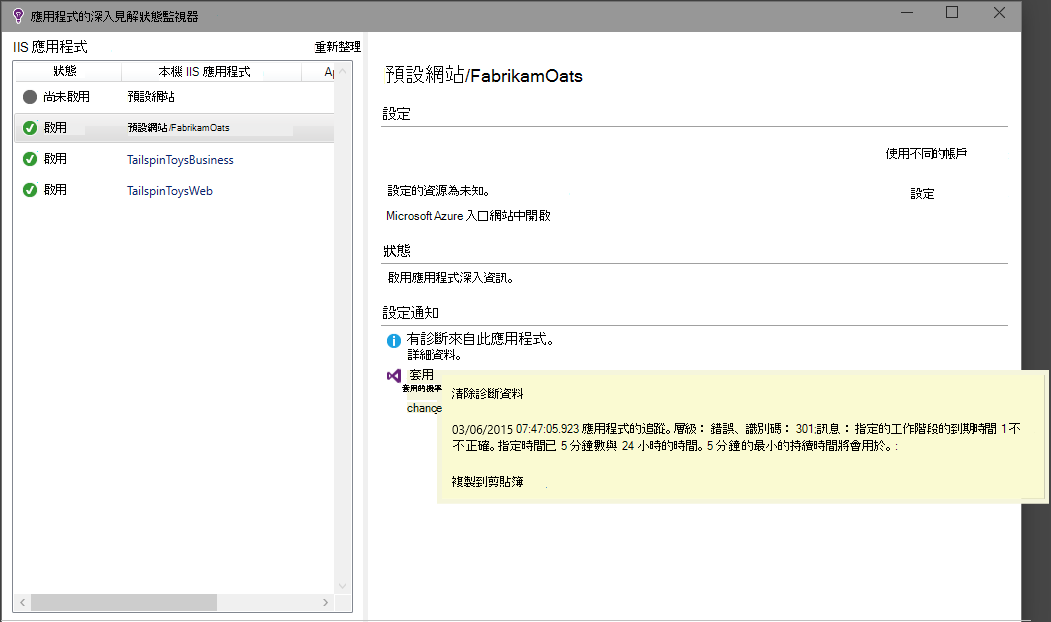 應用程式的深入見解狀態監視器
IIS 應用程式
重新整理
狀態
本機 IIS 應用程式
Ap
尚未啟用
預設網站
啟用
預設網站/FabrikamOats
啟用
TailspinToysBusiness
啟用
TailspinToysWeb
預設網站/FabrikamOats
設定
使用不同的帳戶
設定的資源為未知。
設定
Microsoft Azure 入口網站中開啟
狀態
啟用應用程式深入資訊。
設定通知
有診斷來自此應用程式。
詳細資料。
套用
套用的機率
chance
清除診斷資料
03/06/2015 07:47:05.923 應用程式的追蹤。層級： 錯誤、識別碼： 301;訊息： 指定的工作階段的到期時間 1 不
不正確。指定時間已 5 分鐘數與 24 小時的時間。5 分鐘的最小的持續時間將會用於。:
複製到剪貼簿